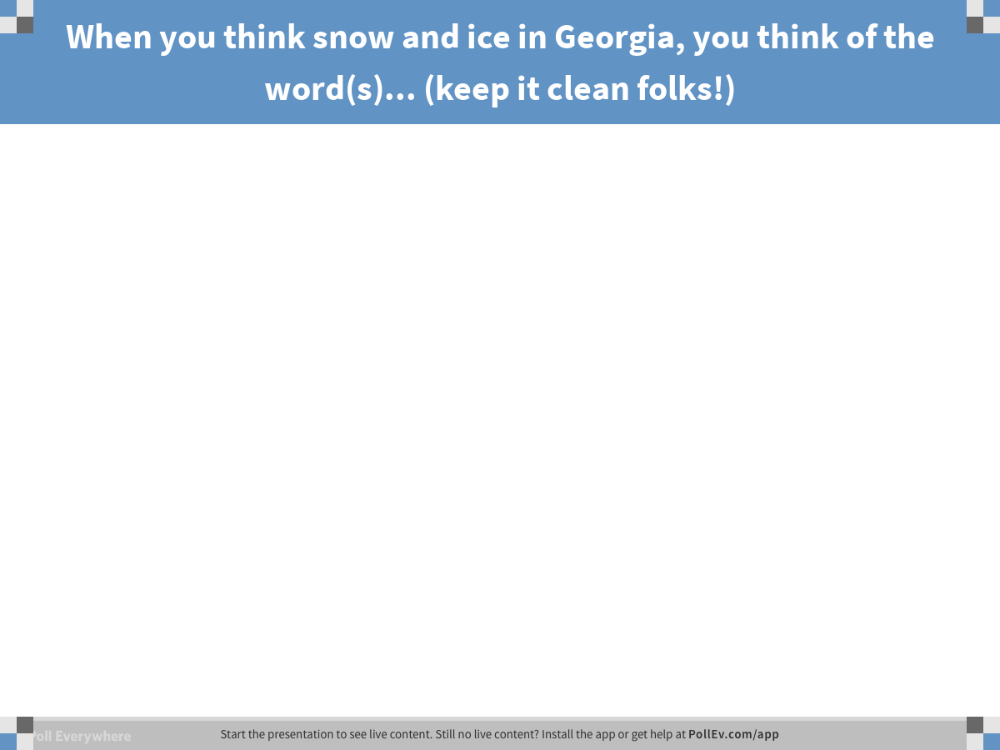 When you think snow and ice in Georgia, you think of the
word(s)... (keep it clean folks!)
Poll Everywhere
Start the presentation to see live content. Still no live content? Install the app or get help at PollEv.com/app